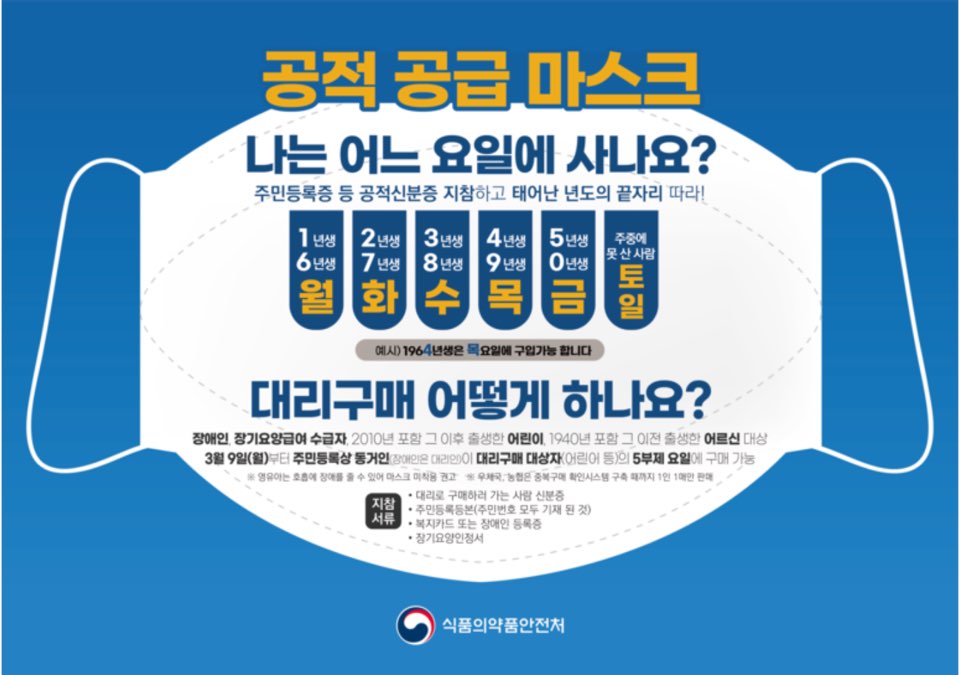 공적 공급 마스크
나는 어느 요일에 사나요?
주민등록증 등 공적신분증 지참하고 태어난 년도의 끝자리 따라!
1년생 2년생 3년생 4년생 5년생 주중에
6년생 7년생 8년생 9년생 0년생 못 산 사람
월 화 수 목 금 토 일
예시) 1964년생은 목요일에 구입가능 합니다
대리구매 어떻게 하나요?
장애인, 장기요양급여 수급자, 2010년 포함 그 이후 출생한 어린이, 1940년 포함 그 이전 출생한 어르신 대상
3월 9일(월)부터 주민등록상 동거인(장애인은 대리인)이 대리구매 대상자(어린이 등)의 5부제 요일에 구매 가능
※ 영유아는 호흡에 장애를 줄 수 있어 마스크 미착용 권고 ※ 우체국, 농협은 중복구매 확인시스템 구축 때까지 1인 1매만 판매
지참
서류
• 대리로 구매하러 가는 사람 신분증
• 주민등록등본(주민번호 모두 기재 된 것)
• 복지카드 또는 장애인 등록증
• 장기요양인정서
식품의약품안전처